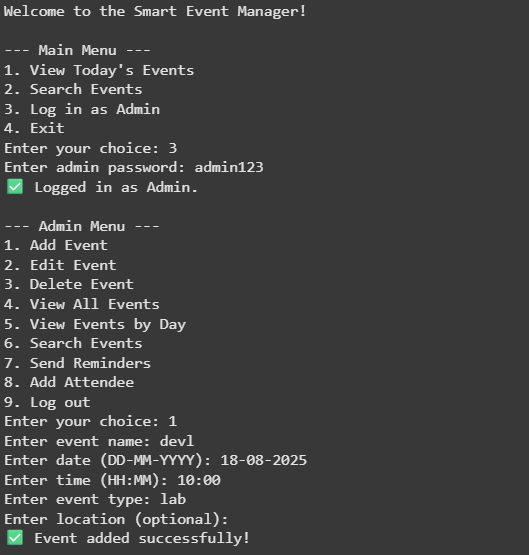 Welcome to the Smart Event Manager!
--- Main Menu ---
1. View Today's Events
2. Search Events
3. Log in as Admin
4. Exit
Enter your choice: 3
Enter admin password: admin123
✅ Logged in as Admin.
--- Admin Menu ---
1. Add Event
2. Edit Event
3. Delete Event
4. View All Events
5. View Events by Day
6. Search Events
7. Send Reminders
8. Add Attendee
9. Log out
Enter your choice: 1
Enter event name: devl
Enter date (DD-MM-YYYY): 18-08-2025
Enter time (HH:MM): 10:00
Enter event type: lab
Enter location (optional):
✅ Event added successfully!